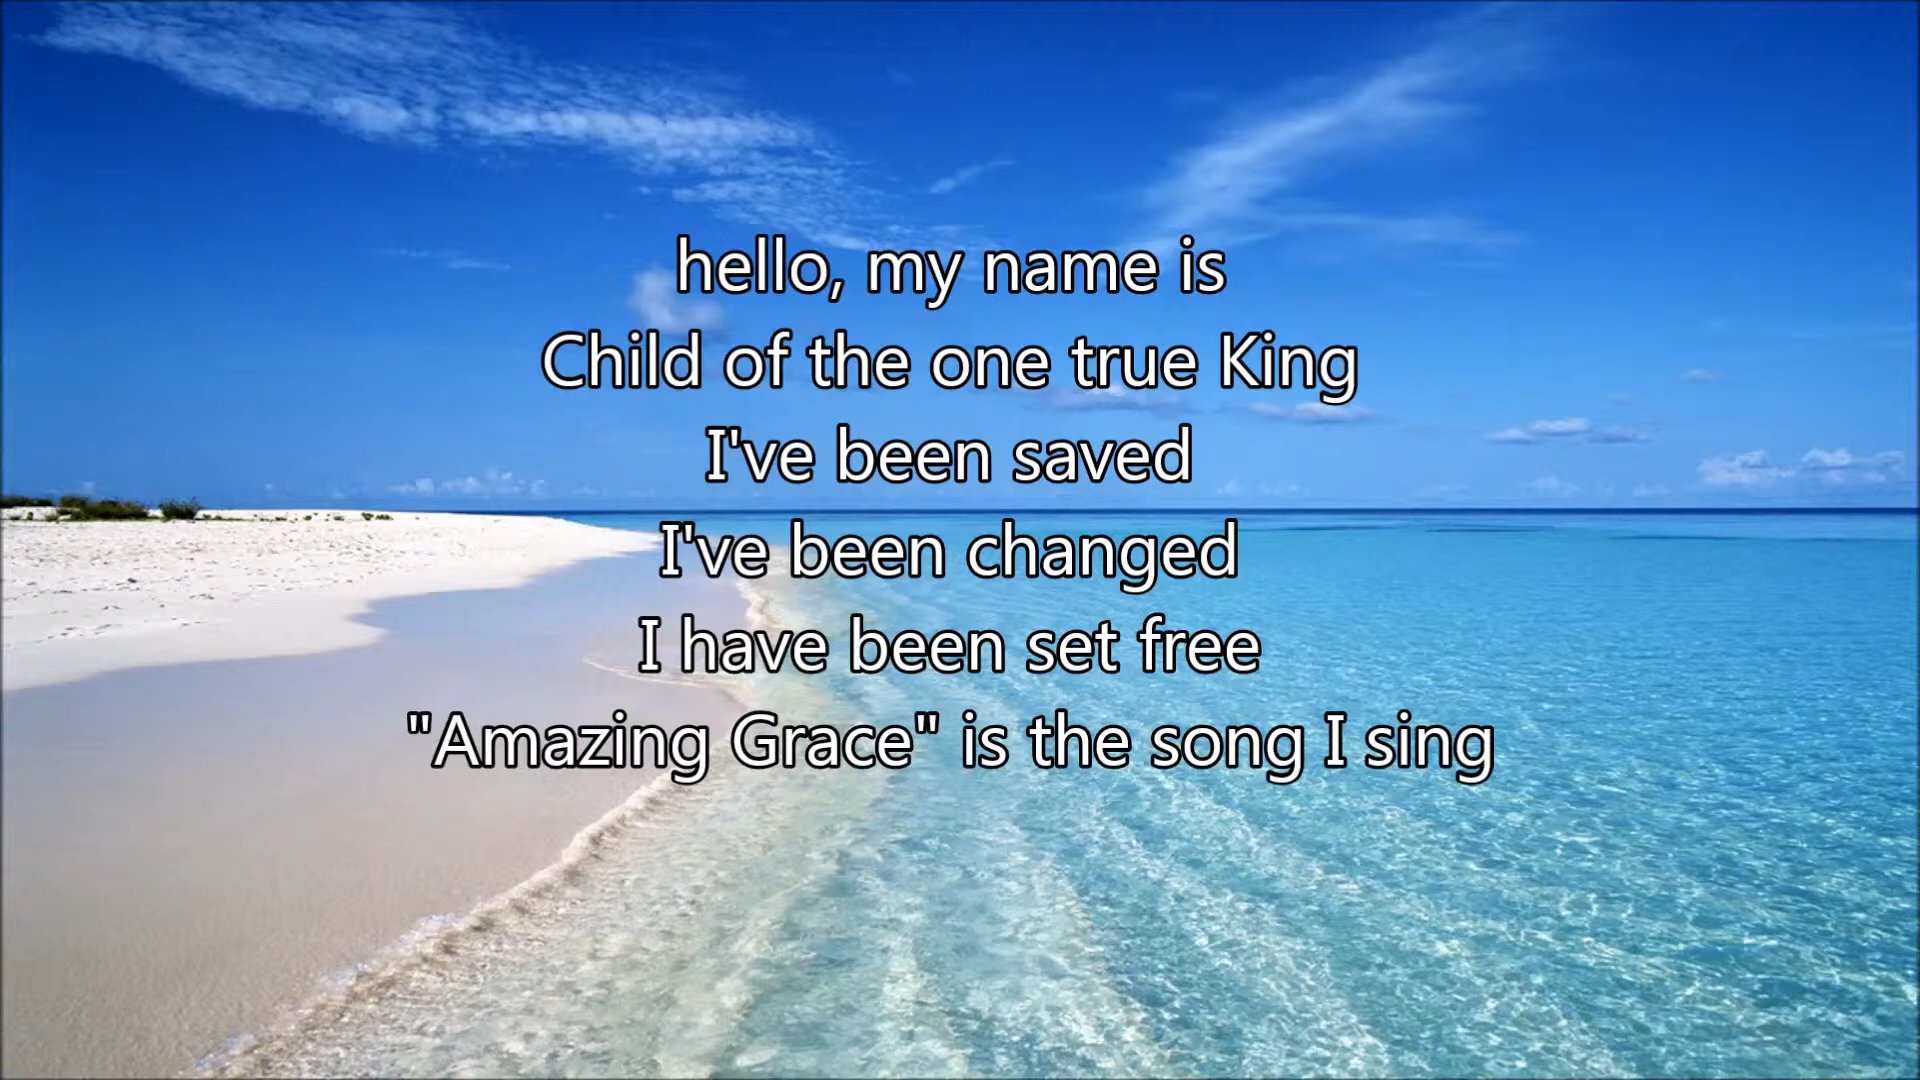 hello, my name is
Child of the one true King
I've been saved
I've been changed
I have been set free
"Amazing Grace" is the song I sing